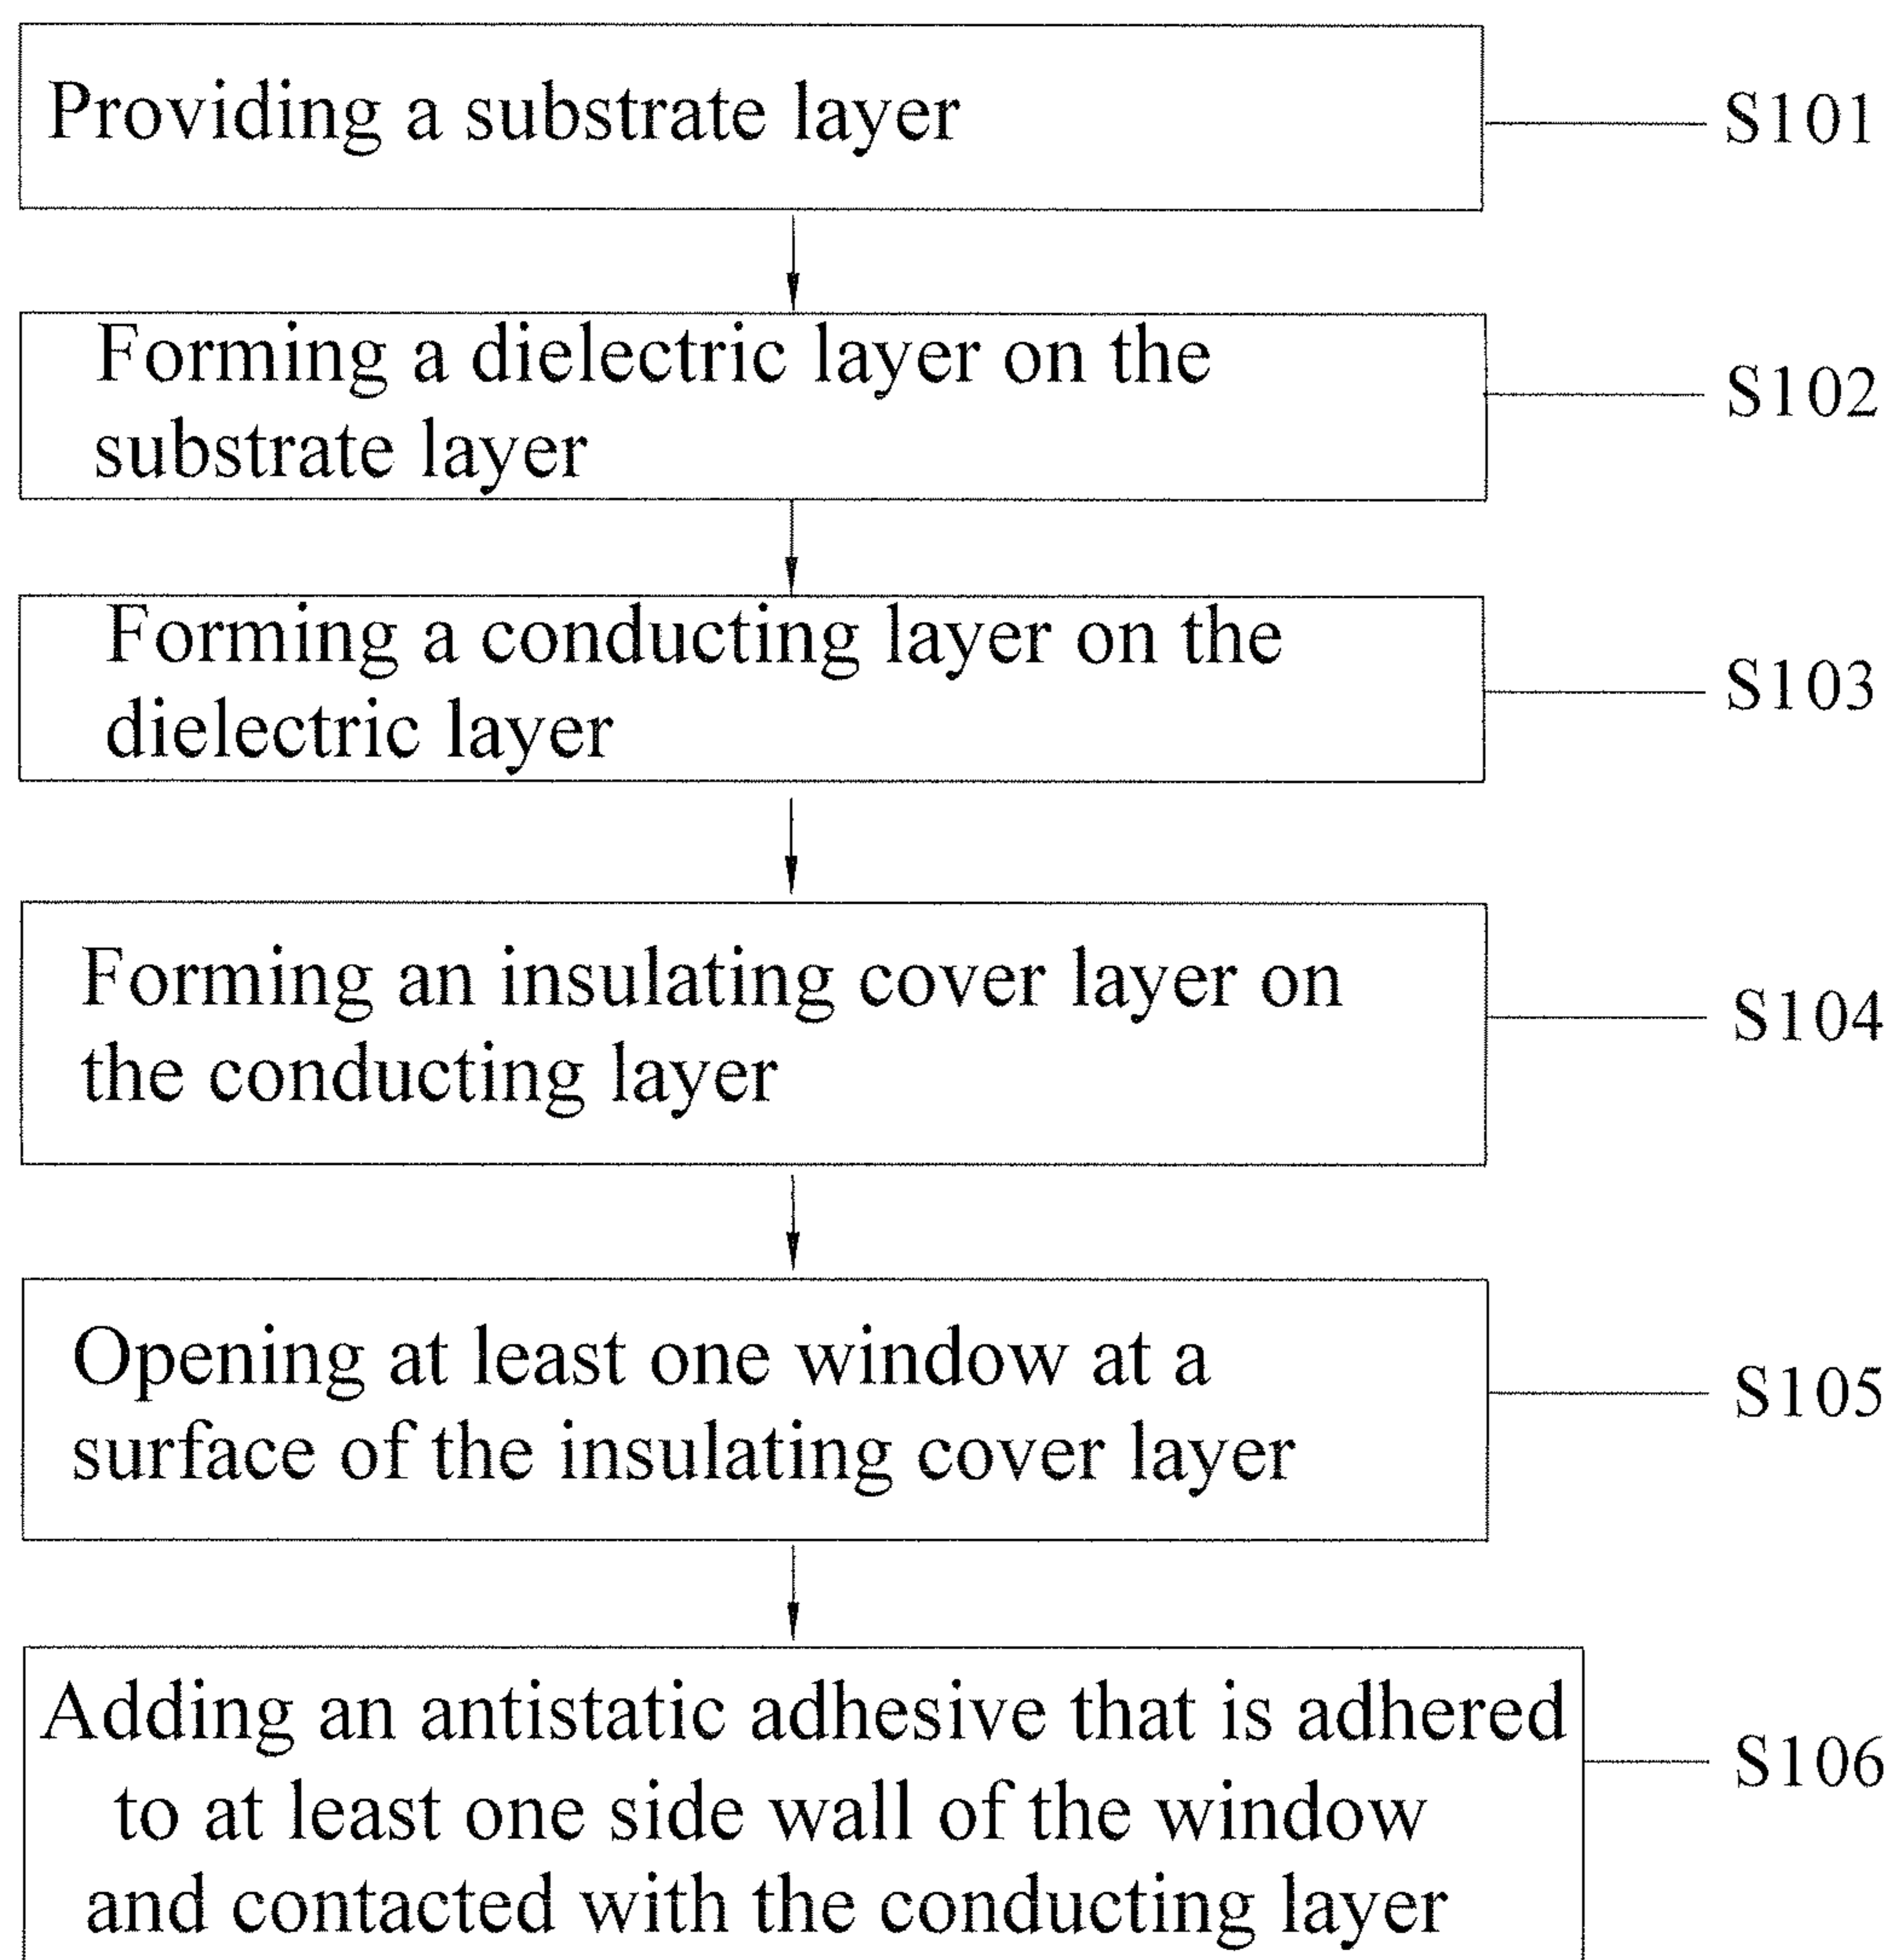 Providing a substrate layer
S101
Forming a dielectric layer on the
substrate layer
S102
Forming a conducting layer on the
dielectric layer
S103
Forming an insulating cover layer on
the conducting layer
S104
Opening at least one window at a
surface of the insulating cover layer
S105
Adding an antistatic adhesive that is adhered
to at least one side wall of the window
and contacted with the conducting layer
S106